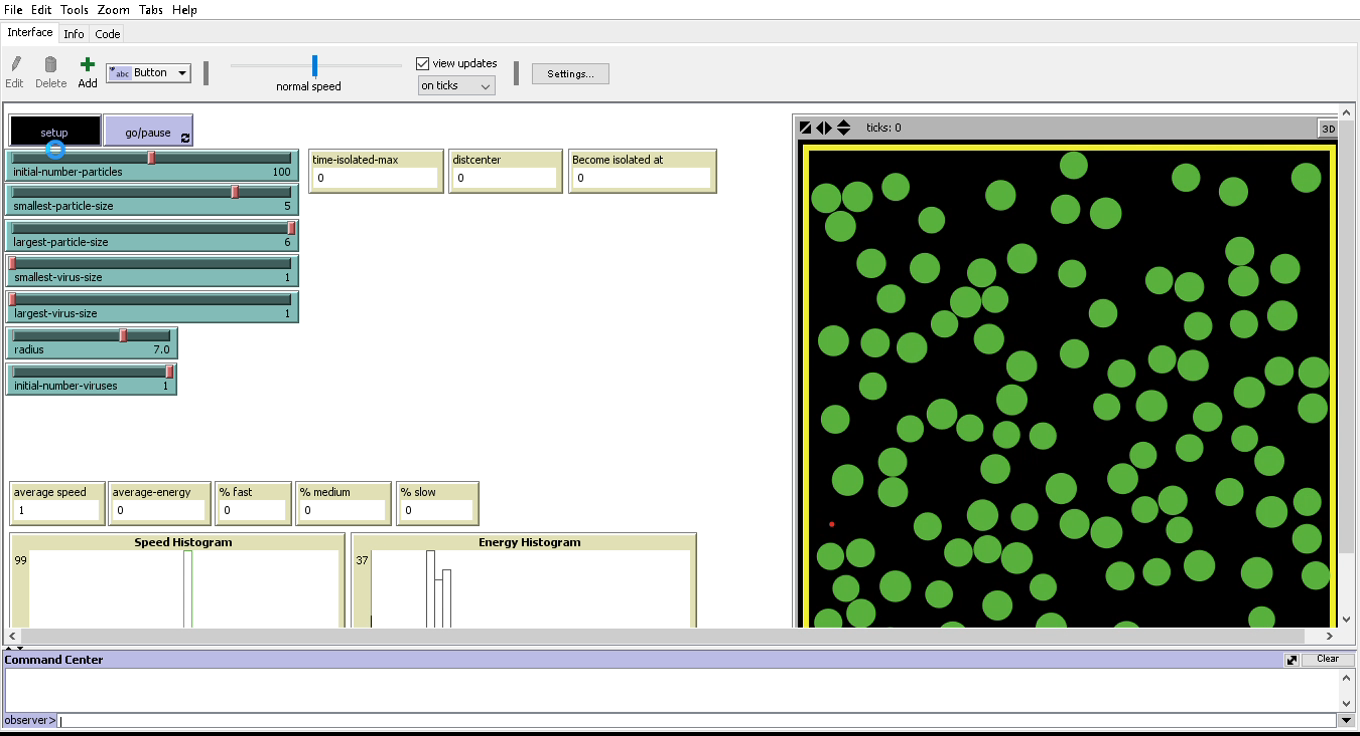 File Edit Tools Zoom Tabs Help
Interface Info Code
Edit Delete Add abc Button normal speed view updates on ticks Settings...
setup go/pause
initial-number-particles 100
smallest-particle-size 5
largest-particle-size 6
smallest-virus-size 1
largest-virus-size 1
radius 7.0
initial-number-viruses 1
time-isolated-max distcenter Become isolated at
0 0 0
ticks: 0 3D
average speed average-energy % fast % medium % slow
1 0 0 0 0
Speed Histogram Energy Histogram
99 37
Command Center Clear
observer>